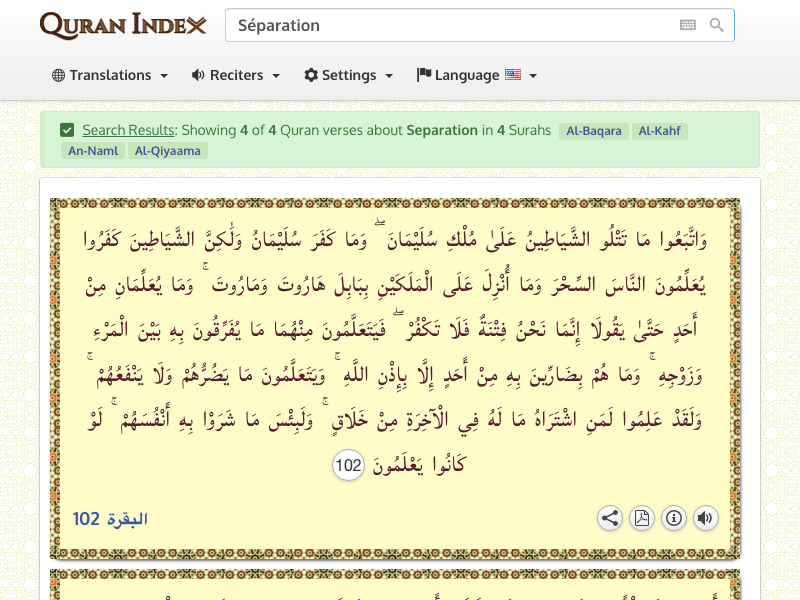 QURAN INDEX
Séparation
Translations
Reciters
Settings
Language
Search Results: Showing 4 of 4 Quran verses about Separation in 4 Surahs Al-Baqara Al-Kahf
An-Naml Al-Qiyaama
وَاتَّبَعُوا مَا تَتْلُو الشَّيَاطِينُ عَلَىٰ مُلْكِ سُلَيْمَانَ ۖ وَمَا كَفَرَ سُلَيْمَانُ وَلَٰكِنَّ الشَّيَاطِينَ كَفَرُوا
يُعَلِّمُونَ النَّاسَ السِّحْرَ وَمَا أُنْزِلَ عَلَى الْمَلَكَيْنِ بِبَابِلَ هَارُوتَ وَمَارُوتَ ۚ وَمَا يُعَلِّمَانِ مِنْ
أَحَدٍ حَتَّىٰ يَقُولَا إِنَّمَا نَحْنُ فِتْنَةٌ فَلَا تَكْفُرْ ۖ فَيَتَعَلَّمُونَ مِنْهُمَا مَا يُفَرِّقُونَ بِهِ بَيْنَ الْمَرْءِ
وَزَوْجِهِ ۚ وَمَا هُمْ بِضَارِّينَ بِهِ مِنْ أَحَدٍ إِلَّا بِإِذْنِ اللَّهِ ۚ وَيَتَعَلَّمُونَ مَا يَضُرُّهُمْ وَلَا يَنْفَعُهُمْ ۚ
وَلَقَدْ عَلِمُوا لَمَنِ اشْتَرَاهُ مَا لَهُ فِي الْآخِرَةِ مِنْ خَلَاقٍ ۚ وَلَبِئْسَ مَا شَرَوْا بِهِ أَنْفُسَهُمْ ۚ لَوْ
كَانُوا يَعْلَمُونَ 102
البقرة 102